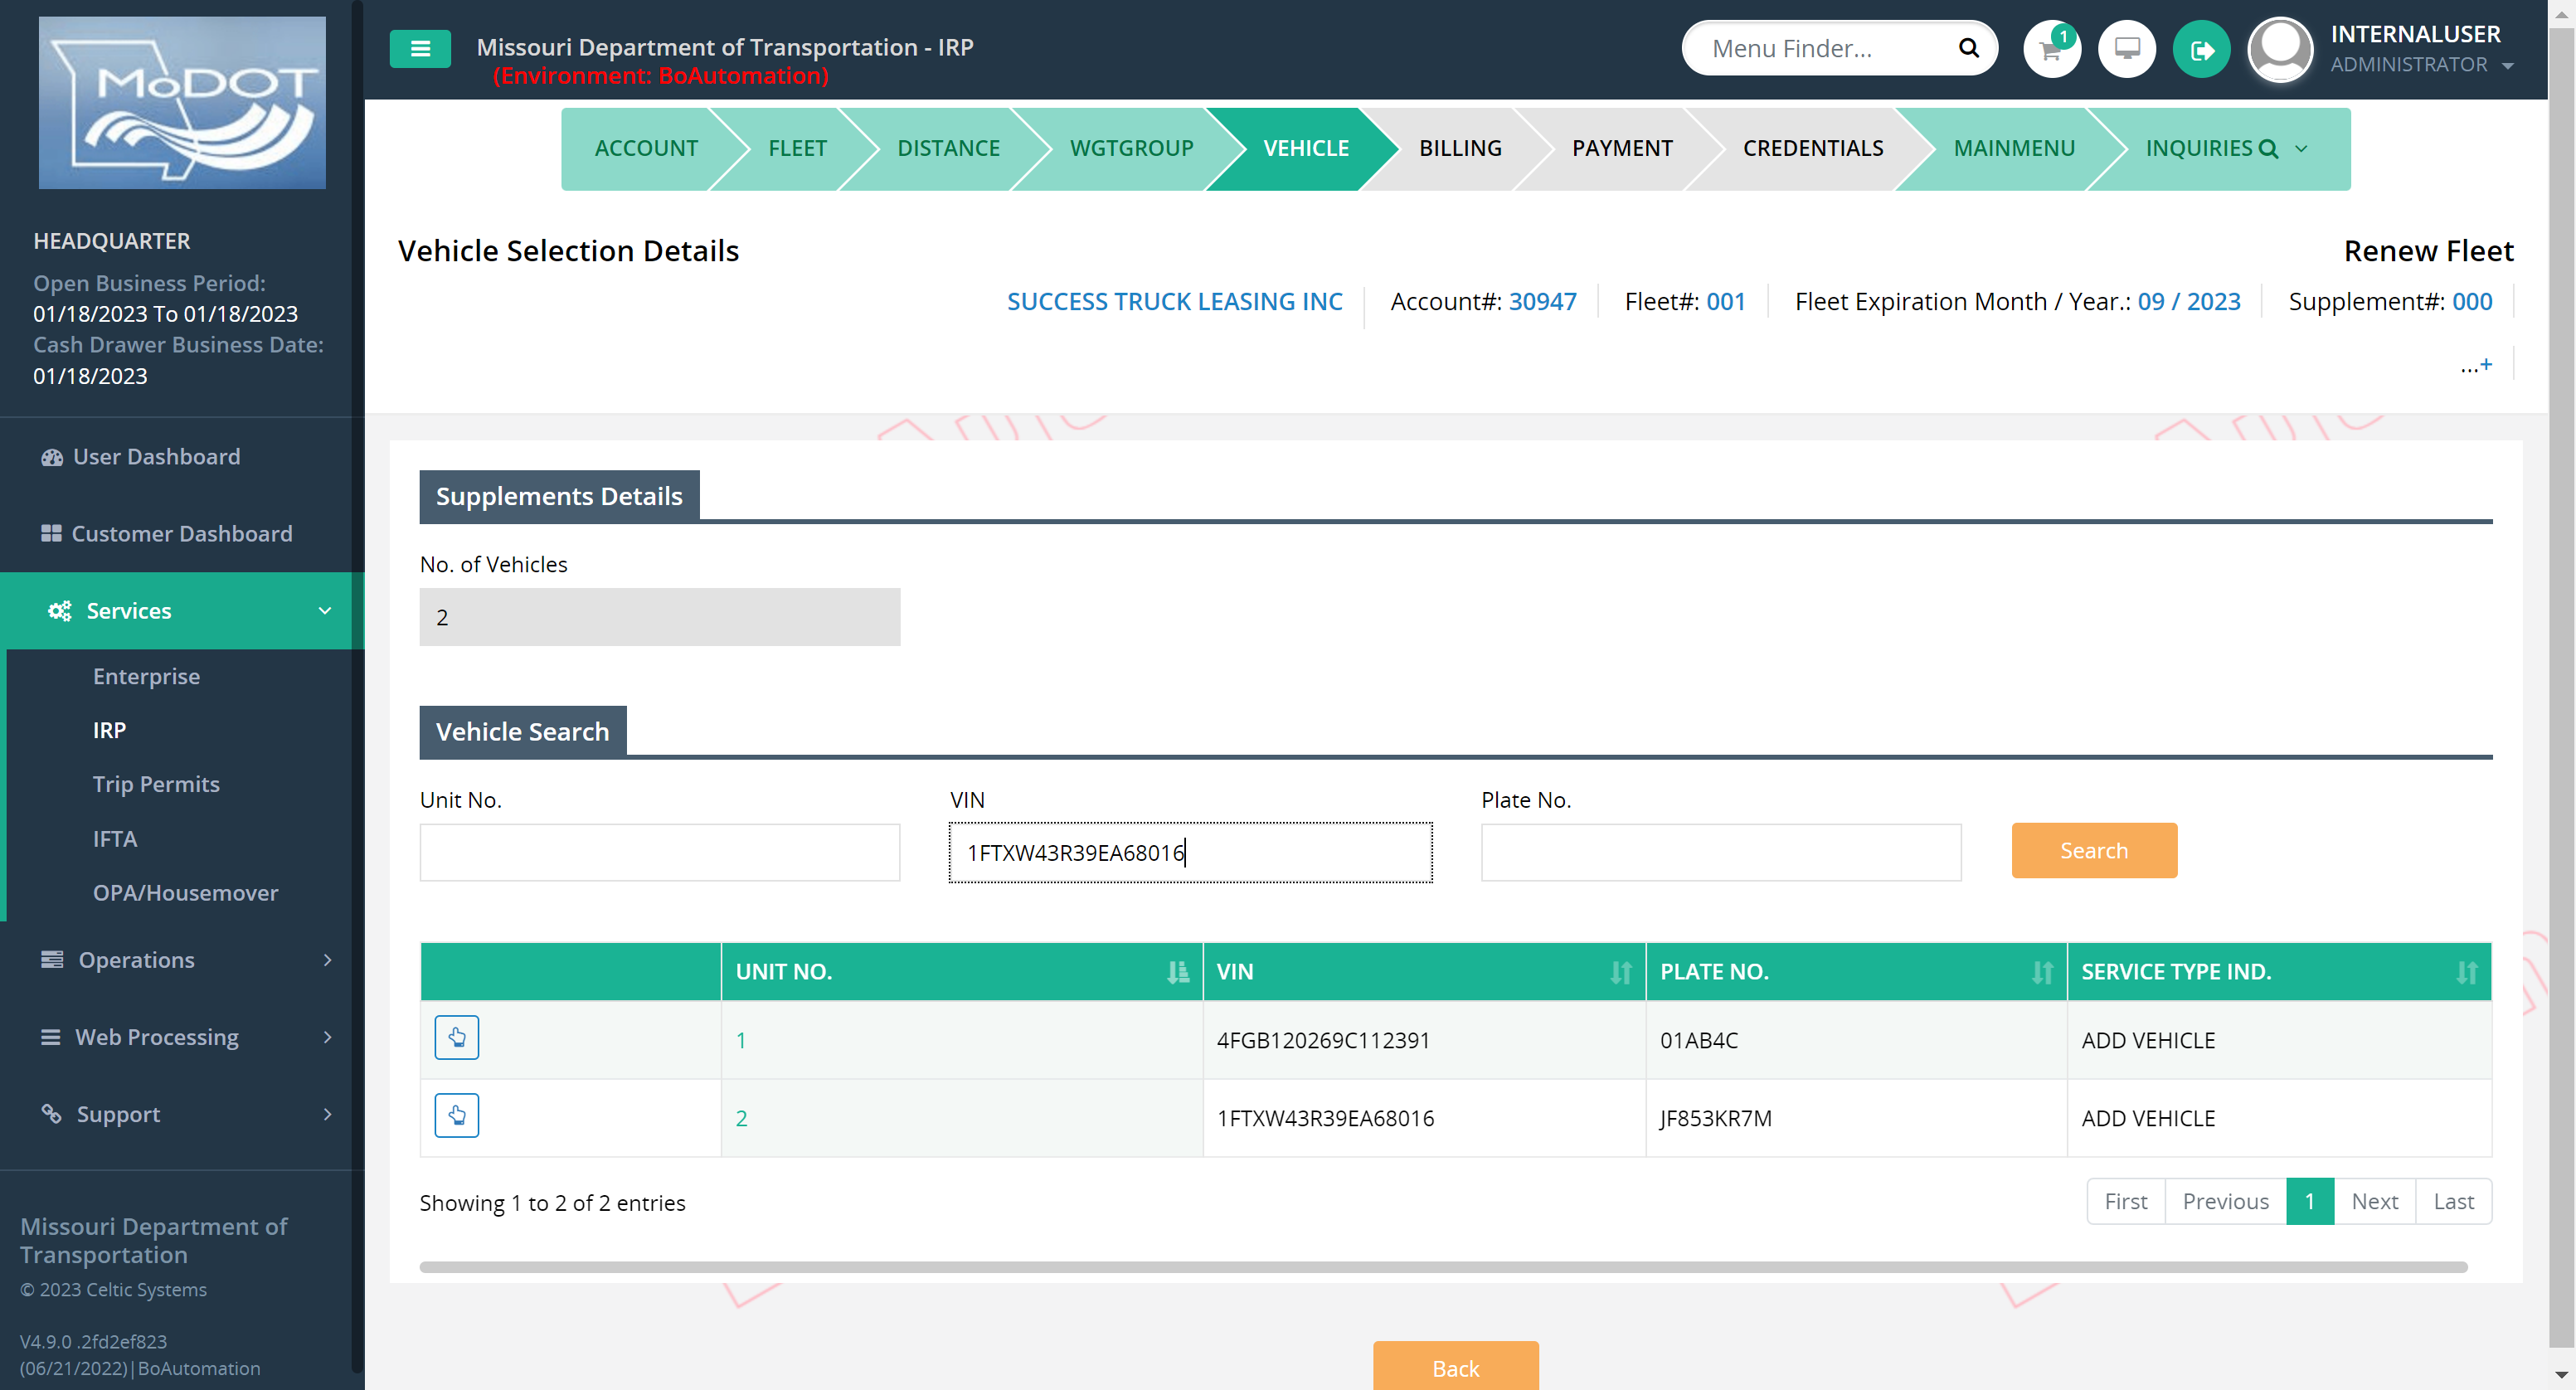 MoDOT
HEADQUARTER
Open Business Period:
01/18/2023 To 01/18/2023
Cash Drawer Business Date:
01/18/2023
User Dashboard
Customer Dashboard
Services
Enterprise
IRP
Trip Permits
IFTA
OPA/Housemover
Operations
Web Processing
Support
Missouri Department of
Transportation
© 2023 Celtic Systems
V4.9.0 .2fd2ef823
(06/21/2022)|BoAutomation
Missouri Department of Transportation - IRP
(Environment: BoAutomation)
Menu Finder...
1
INTERNALUSER
ADMINISTRATOR
ACCOUNT FLEET DISTANCE WGTGROUP VEHICLE BILLING PAYMENT CREDENTIALS MAINMENU INQUIRIES
Vehicle Selection Details
Renew Fleet
SUCCESS TRUCK LEASING INC Account#: 30947 Fleet#: 001 Fleet Expiration Month / Year.: 09 / 2023 Supplement#: 000
...+
Supplements Details
No. of Vehicles
2
Vehicle Search
Unit No. VIN Plate No.
1FTXW43R39EA68016 Search
UNIT NO. VIN PLATE NO. SERVICE TYPE IND.
1 4FGB120269C112391 01AB4C ADD VEHICLE
2 1FTXW43R39EA68016 JF853KR7M ADD VEHICLE
Showing 1 to 2 of 2 entries
First Previous 1 Next Last
Back